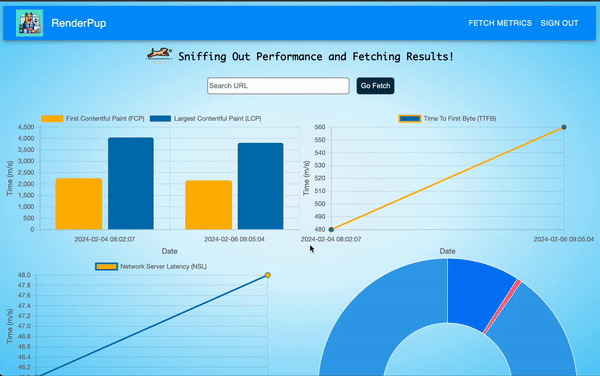 RenderPup
FETCH METRICS SIGN OUT
Sniffing Out Performance and Fetching Results!
Search URL Go Fetch
First Contentful Paint (FCP) Largest Contentful Paint (LCP)
4,500
4,000
3,500
3,000
2,500
2,000
1,500
1,000
500
0
Time (m/s)
2024-02-04 08:02:07 2024-02-06 09:05:04
Date
Time To First Byte (TTFB)
560
550
540
530
520
510
500
490
480
Time (m/s)
2024-02-04 08:02:07 2024-02-06 09:05:04
Date
Network Server Latency (NSL)
48.0
47.8
47.6
47.4
47.2
47.0
46.8
46.6
46.4
46.2
Time (m/s)